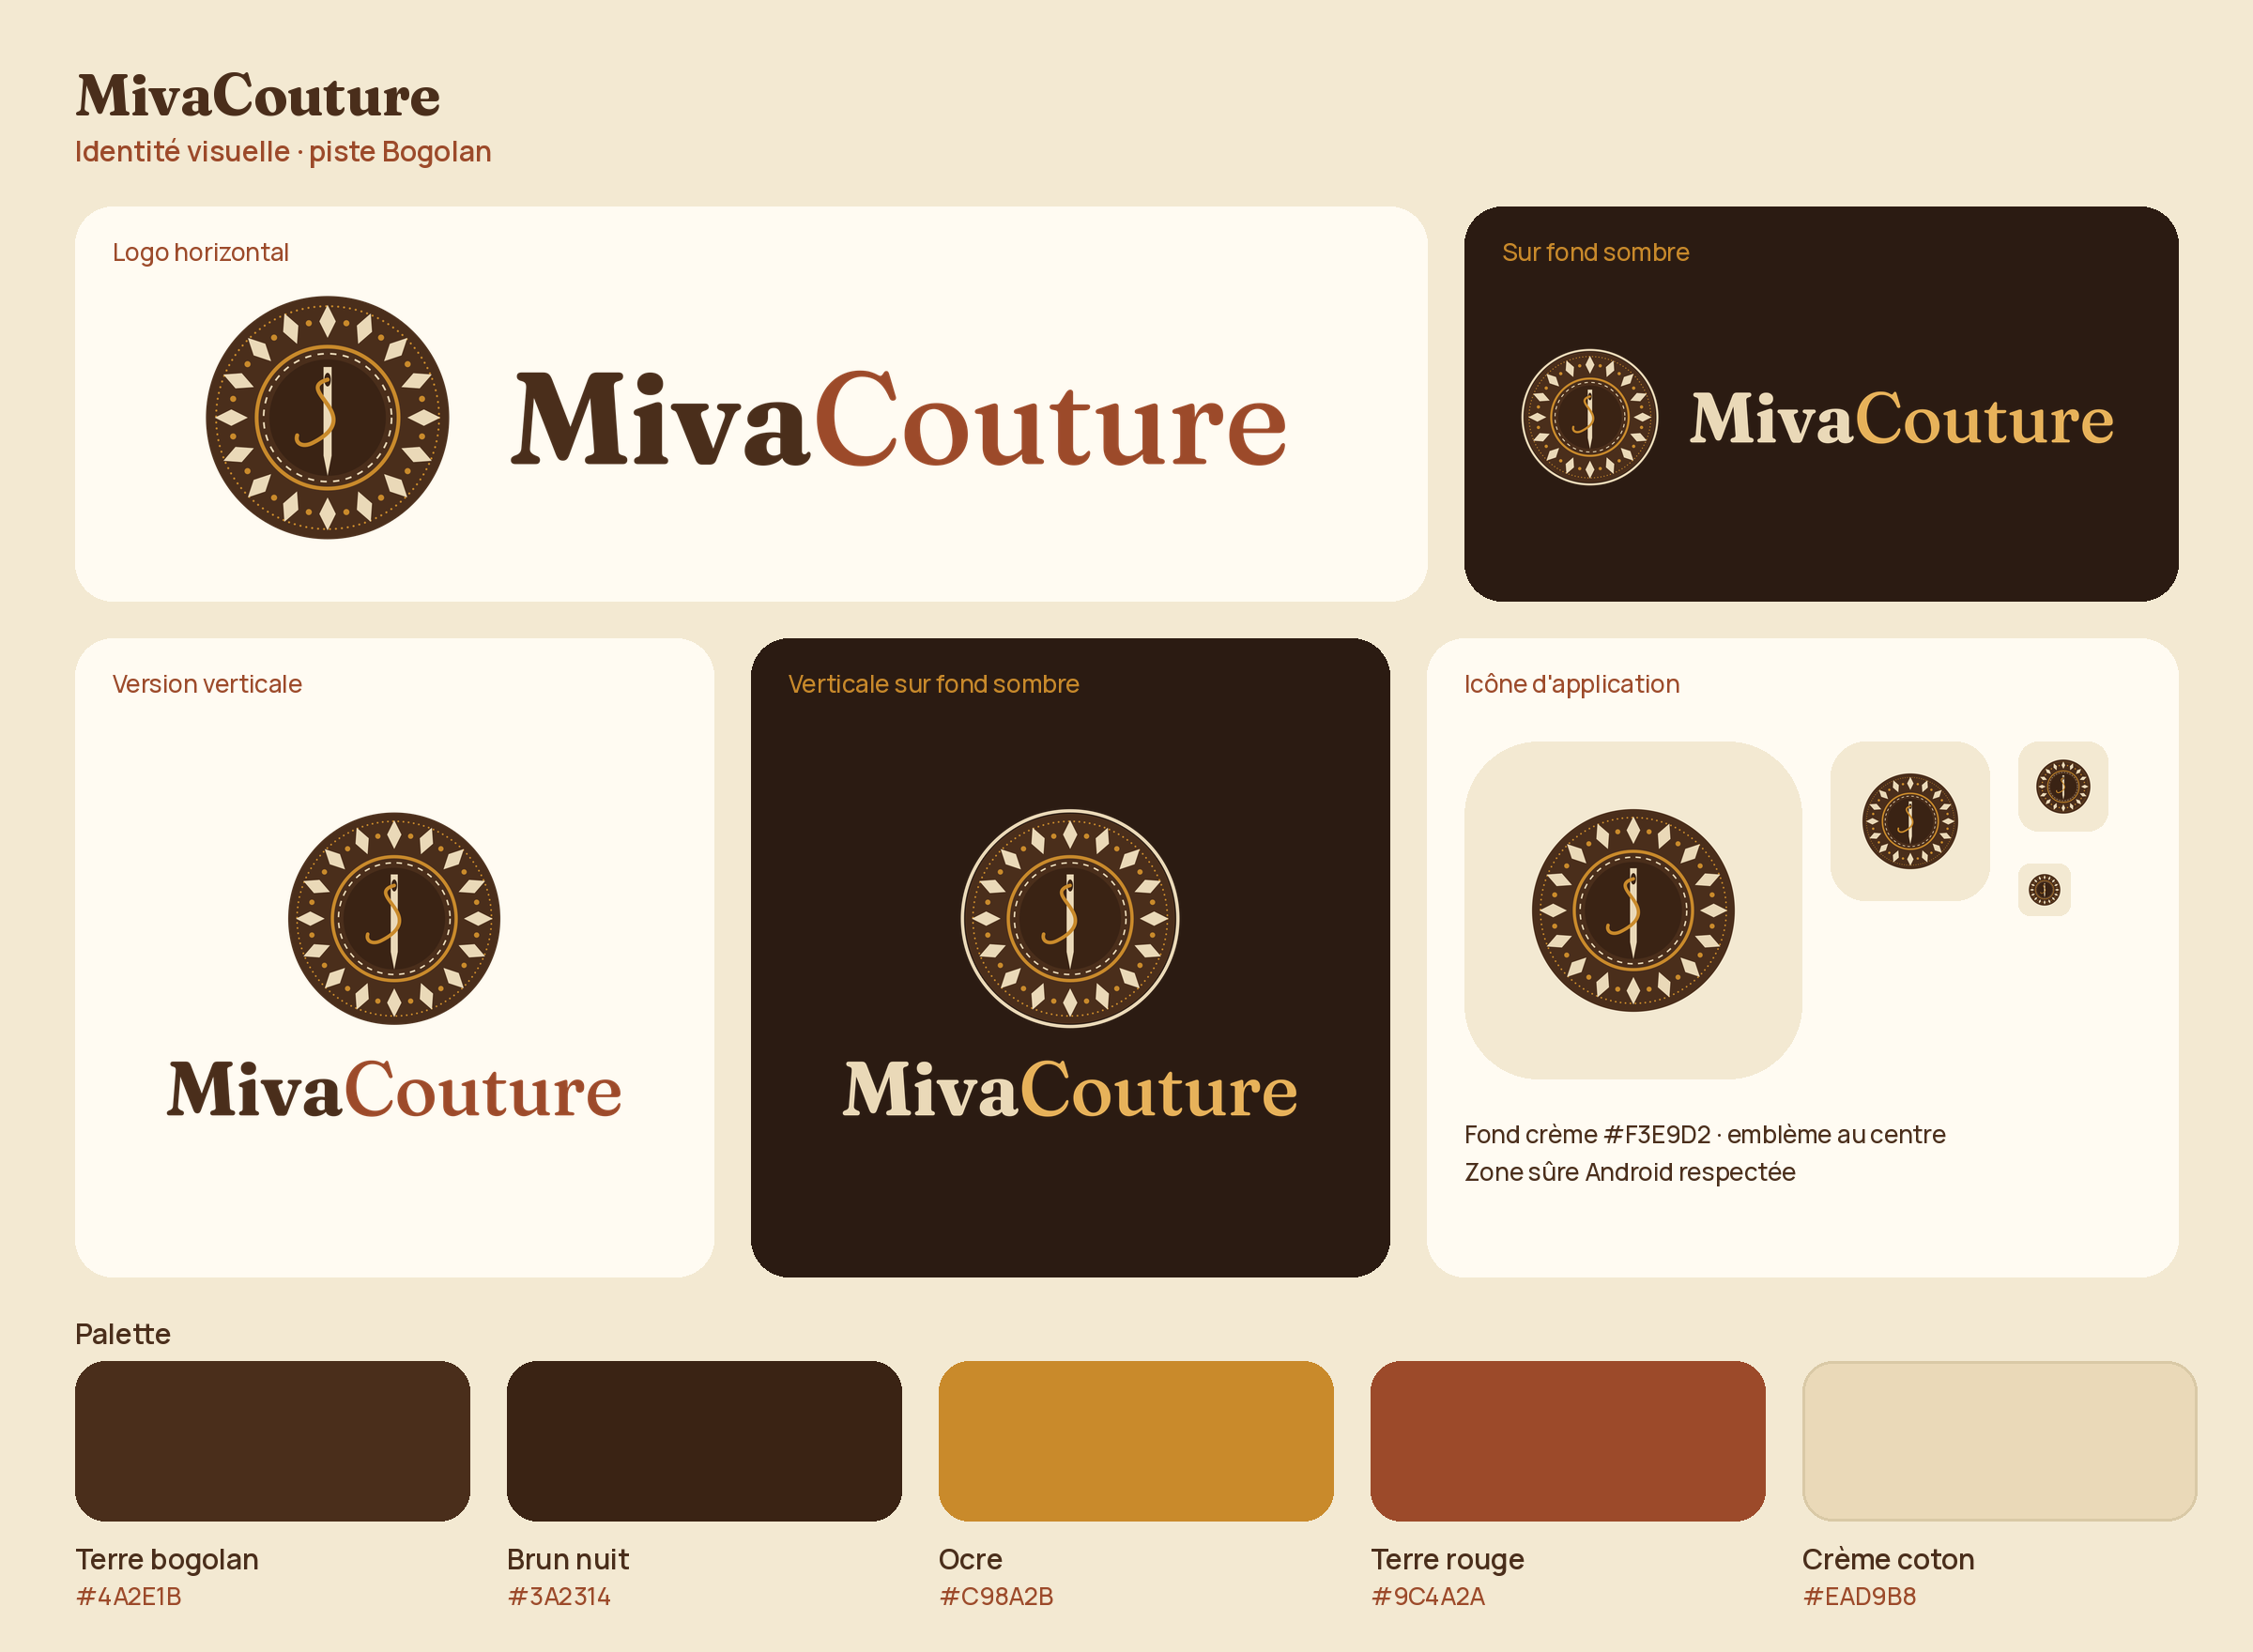 MivaCouture
Identité visuelle · piste Bogolan
Logo horizontal
MivaCouture
Sur fond sombre
MivaCouture
Version verticale
MivaCouture
Verticale sur fond sombre
MivaCouture
Icône d'application
Fond crème #F3E9D2 · emblème au centre
Zone sûre Android respectée
Palette
Terre bogolan
#4A2E1B
Brun nuit
#3A2314
Ocre
#C98A2B
Terre rouge
#9C4A2A
Crème coton
#EAD9B8